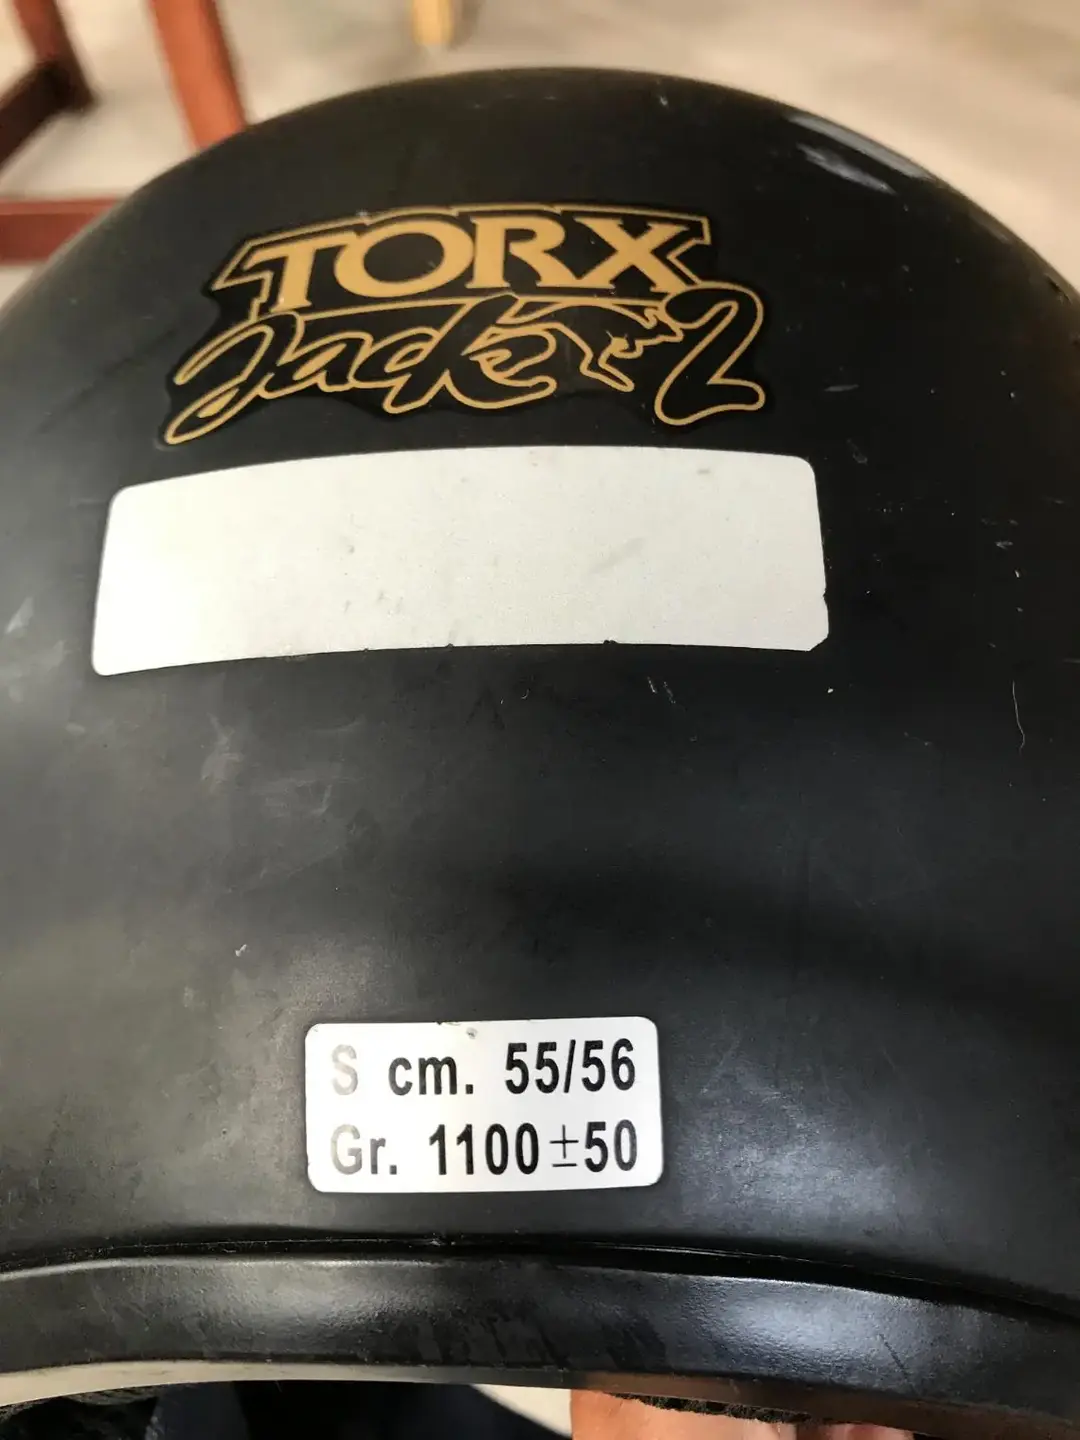 TORX
Jack 2
S cm. 55/56
Gr. 1100±50